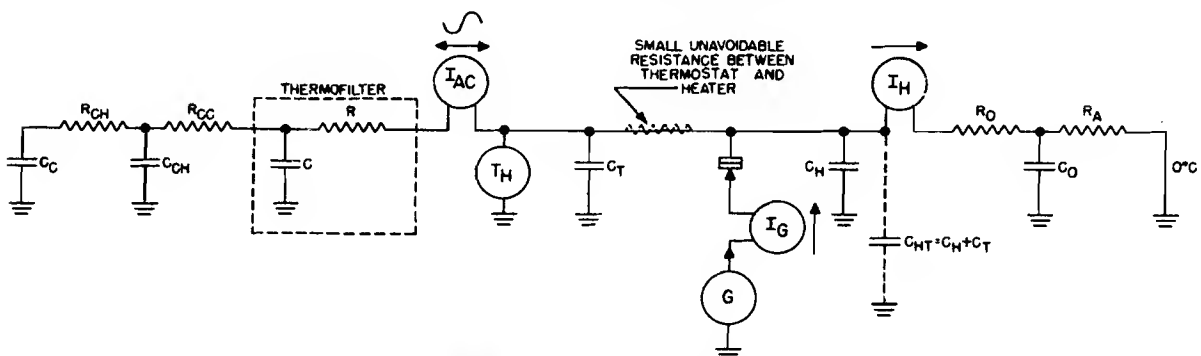 SMALL UNAVOIDABLE
RESISTANCE BETWEEN
THERMOSTAT AND
HEATER
THERMOFILTER
I_AC
I_H
R_CH
R_CC
R
R_O
R_A
C_C
C_CH
C
T_H
C_T
C_H
C_O
0°C
I_G
C_HT=C_H+C_T
G